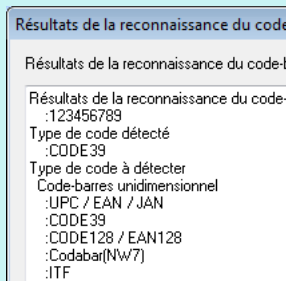 Résultats de la reconnaissance du code
Résultats de la reconnaissance du code-
Résultats de la reconnaissance du code-
:123456789
Type de code détecté
:CODE39
Type de code à détecter
Code-barres unidimensionnel
:UPC / EAN / JAN
:CODE39
:CODE128 / EAN128
:Codabar(NW7)
:ITF